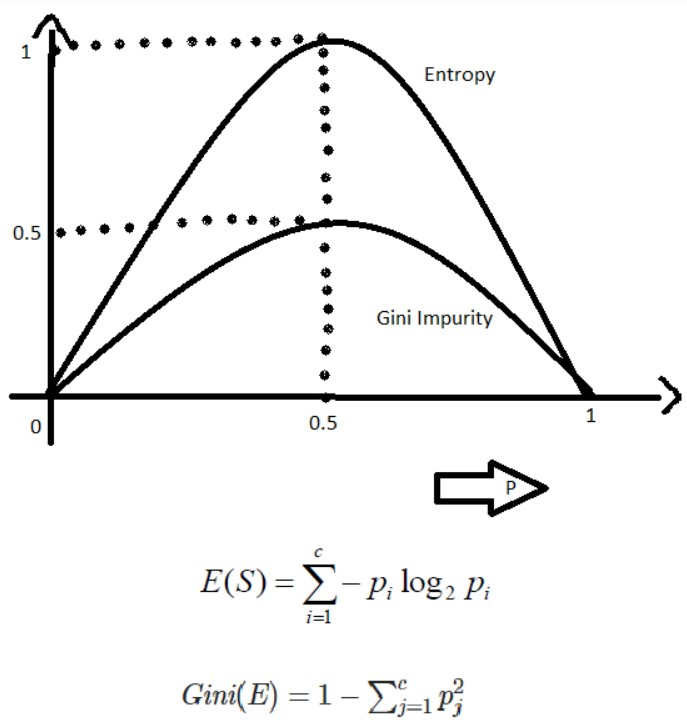 1
Entropy
0.5
Gini Impurity
0
0.5
1
P
E(S) = \sum_{i=1}^{c} - p_i \log_2 p_i
Gini(E) = 1 - \sum_{j=1}^{c} p_j^2